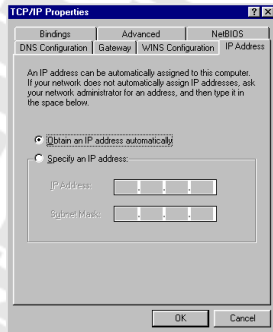 TCP/IP Properties
Bindings Advanced NetBIOS
DNS Configuration Gateway WINS Configuration IP Address
An IP address can be automatically assigned to this computer.
If your network does not automatically assign IP addresses, ask
your network administrator for an address, and then type it in
the space below.
Obtain an IP address automatically
Specify an IP address:
IP Address:
Subnet Mask:
OK Cancel